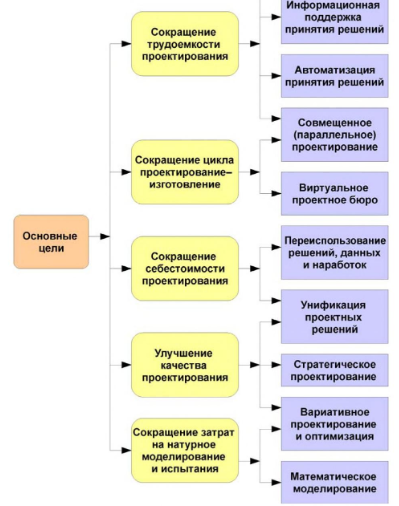 Основные
цели
Сокращение
трудоемкости
проектирования
Сокращение цикла
проектирование–
изготовление
Сокращение
себестоимости
проектирования
Улучшение
качества
проектирования
Сокращение затрат
на натурное
моделирование
и испытания
Информационная
поддержка
принятия решений
Автоматизация
принятия решений
Совмещенное
(параллельное)
проектирование
Виртуальное
проектное бюро
Переиспользование
решений, данных
и наработок
Унификация
проектных
решений
Стратегическое
проектирование
Вариативное
проектирование
и оптимизация
Математическое
моделирование